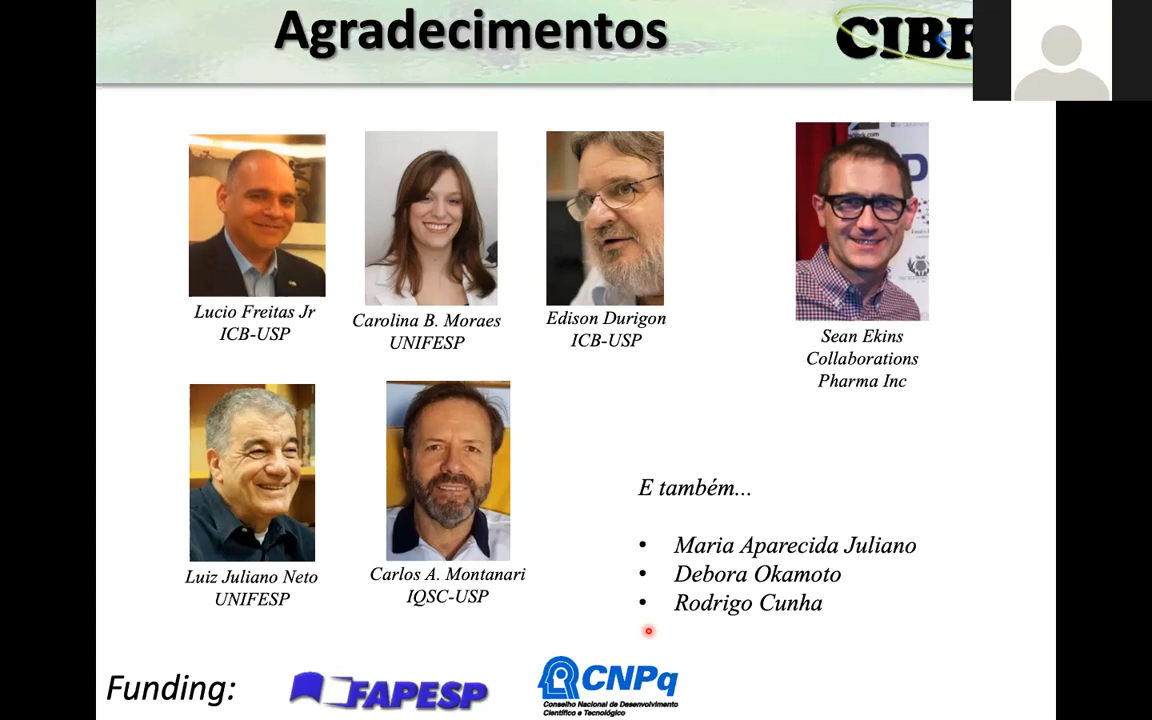 Agradecimentos
CIBF
Lucio Freitas Jr
ICB-USP
Carolina B. Moraes
UNIFESP
Edison Durigon
ICB-USP
Sean Ekins
Collaborations
Pharma Inc
Luiz Juliano Neto
UNIFESP
Carlos A. Montanari
IQSC-USP
E também...
• Maria Aparecida Juliano
• Debora Okamoto
• Rodrigo Cunha
Funding:
FAPESP
CNPq
Conselho Nacional de Desenvolvimento
Científico e Tecnológico